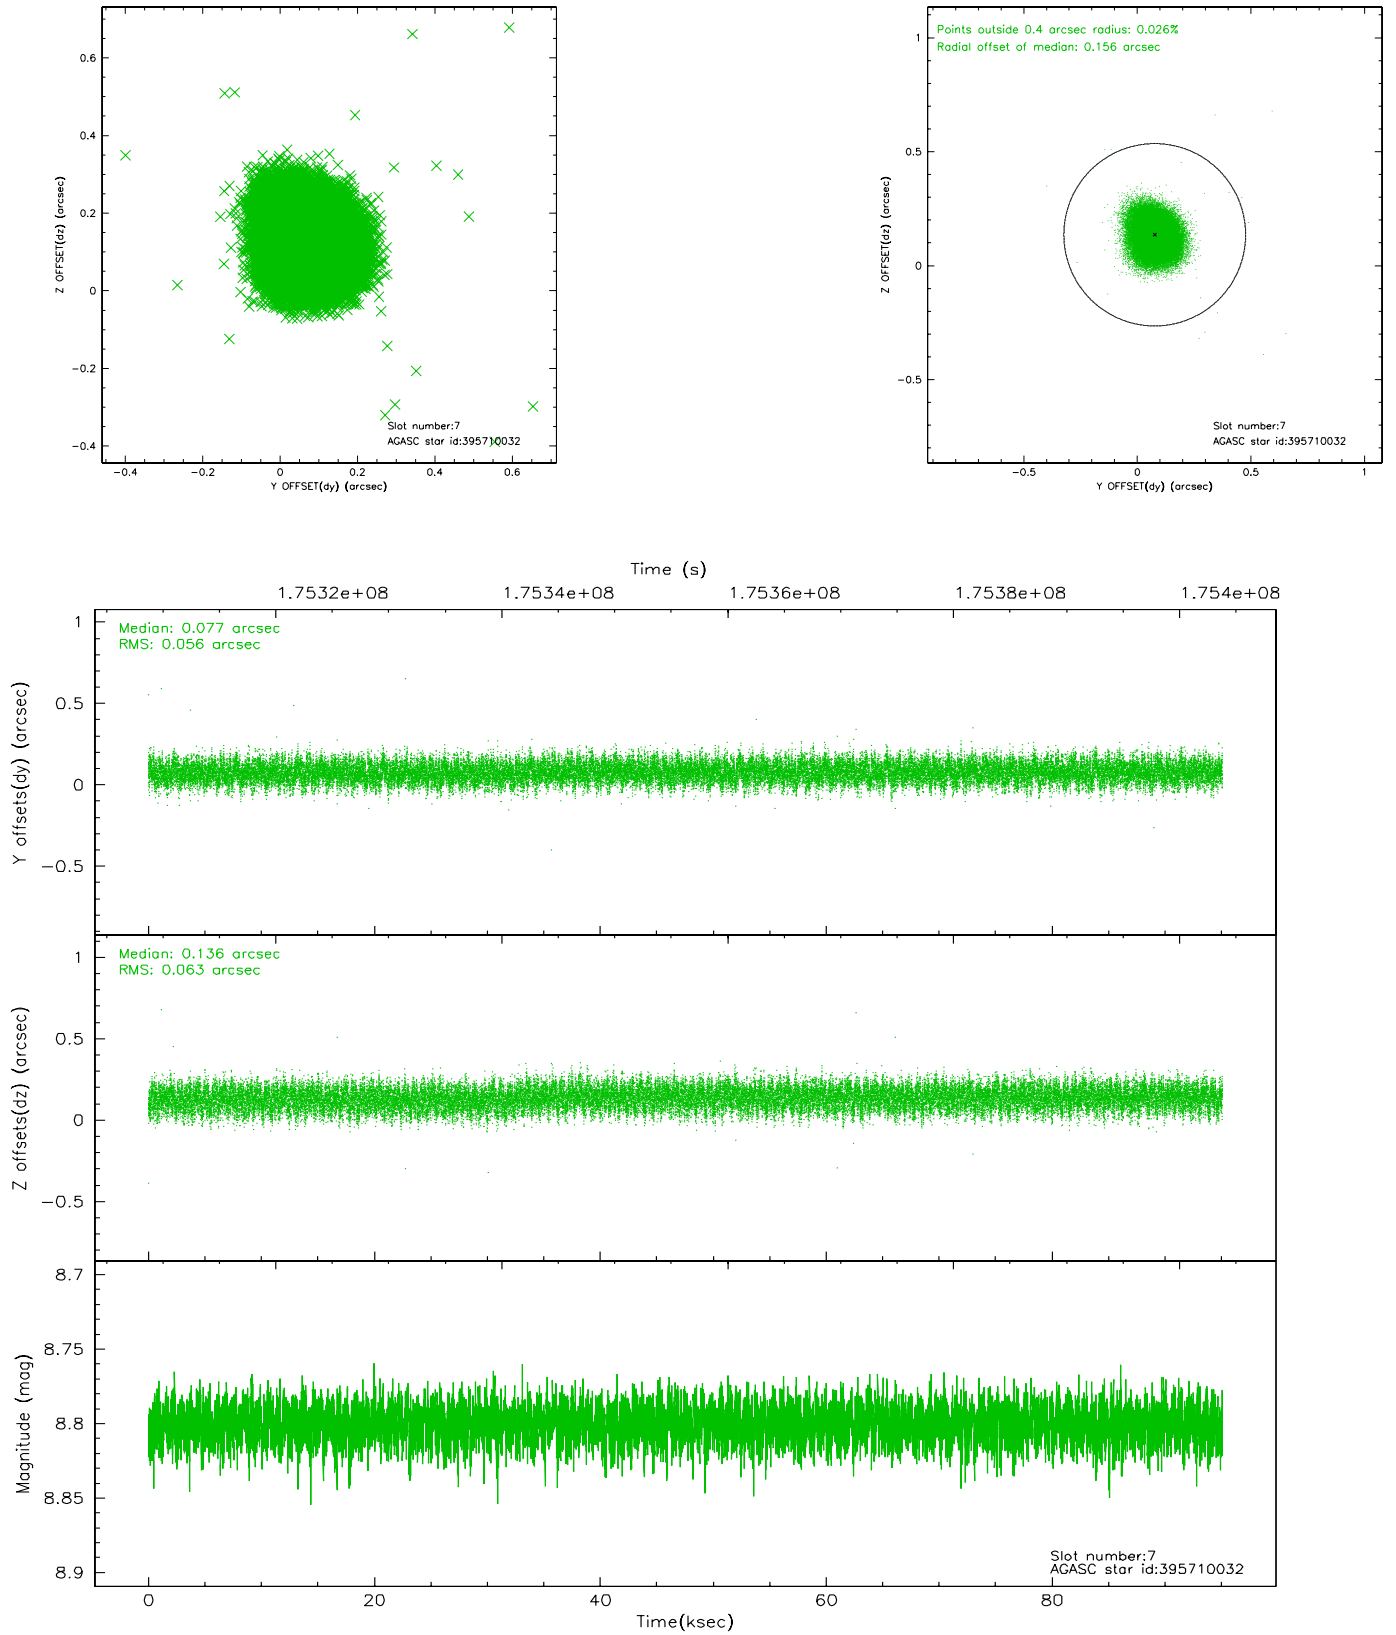 0.6
0.4
0.2
0
−0.2
−0.4
Z OFFSET(dz) (arcsec)
Slot number:7
AGASC star id:395710032
−0.4 −0.2 0 0.2 0.4 0.6
Y OFFSET(dy) (arcsec)
Points outside 0.4 arcsec radius: 0.026%
Radial offset of median: 0.156 arcsec
1
0.5
0
−0.5
Z OFFSET(dz) (arcsec)
Slot number:7
AGASC star id:395710032
−0.5 0 0.5 1
Y OFFSET(dy) (arcsec)
Time (s)
1.7532e+08 1.7534e+08 1.7536e+08 1.7538e+08 1.754e+08
Median: 0.077 arcsec
RMS: 0.056 arcsec
1
0.5
0
−0.5
Y offsets(dy) (arcsec)
Median: 0.136 arcsec
RMS: 0.063 arcsec
1
0.5
0
−0.5
Z offsets(dz) (arcsec)
8.7
8.75
8.8
8.85
8.9
Magnitude (mag)
Slot number:7
AGASC star id:395710032
0 20 40 60 80
Time(ksec)